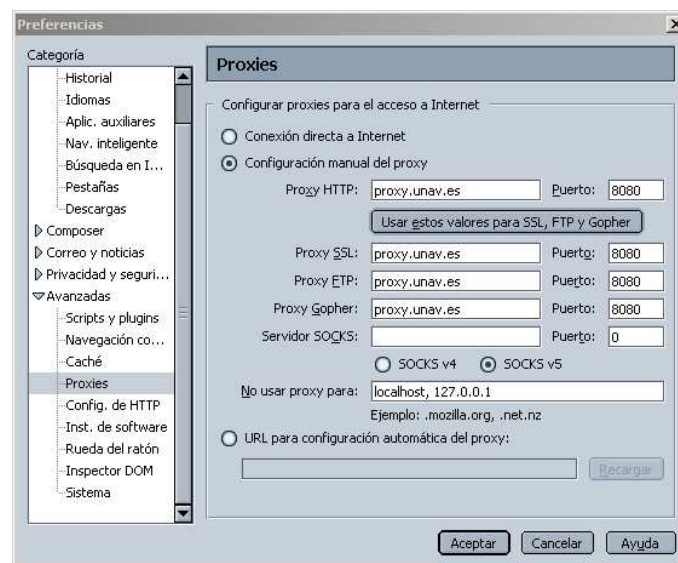 Preferencias
Categoría
Historial
Idiomas
Aplic. auxiliares
Nav. inteligente
Búsqueda en I...
Pestañas
Descargas
Composer
Correo y noticias
Privacidad y seguri...
Avanzadas
Scripts y plugins
Navegación co...
Caché
Proxies
Config. de HTTP
Inst. de software
Rueda del ratón
Inspector DOM
Sistema
Proxies
Configurar proxies para el acceso a Internet
Conexión directa a Internet
Configuración manual del proxy
Proxy HTTP: proxy.unav.es Puerto: 8080
Usar estos valores para SSL, FTP y Gopher
Proxy SSL: proxy.unav.es Puerto: 8080
Proxy FTP: proxy.unav.es Puerto: 8080
Proxy Gopher: proxy.unav.es Puerto: 8080
Servidor SOCKS: Puerto: 0
SOCKS v4 SOCKS v5
No usar proxy para: localhost, 127.0.0.1
Ejemplo: .mozilla.org, .net.nz
URL para configuración automática del proxy:
Recargar
Aceptar Cancelar Ayuda